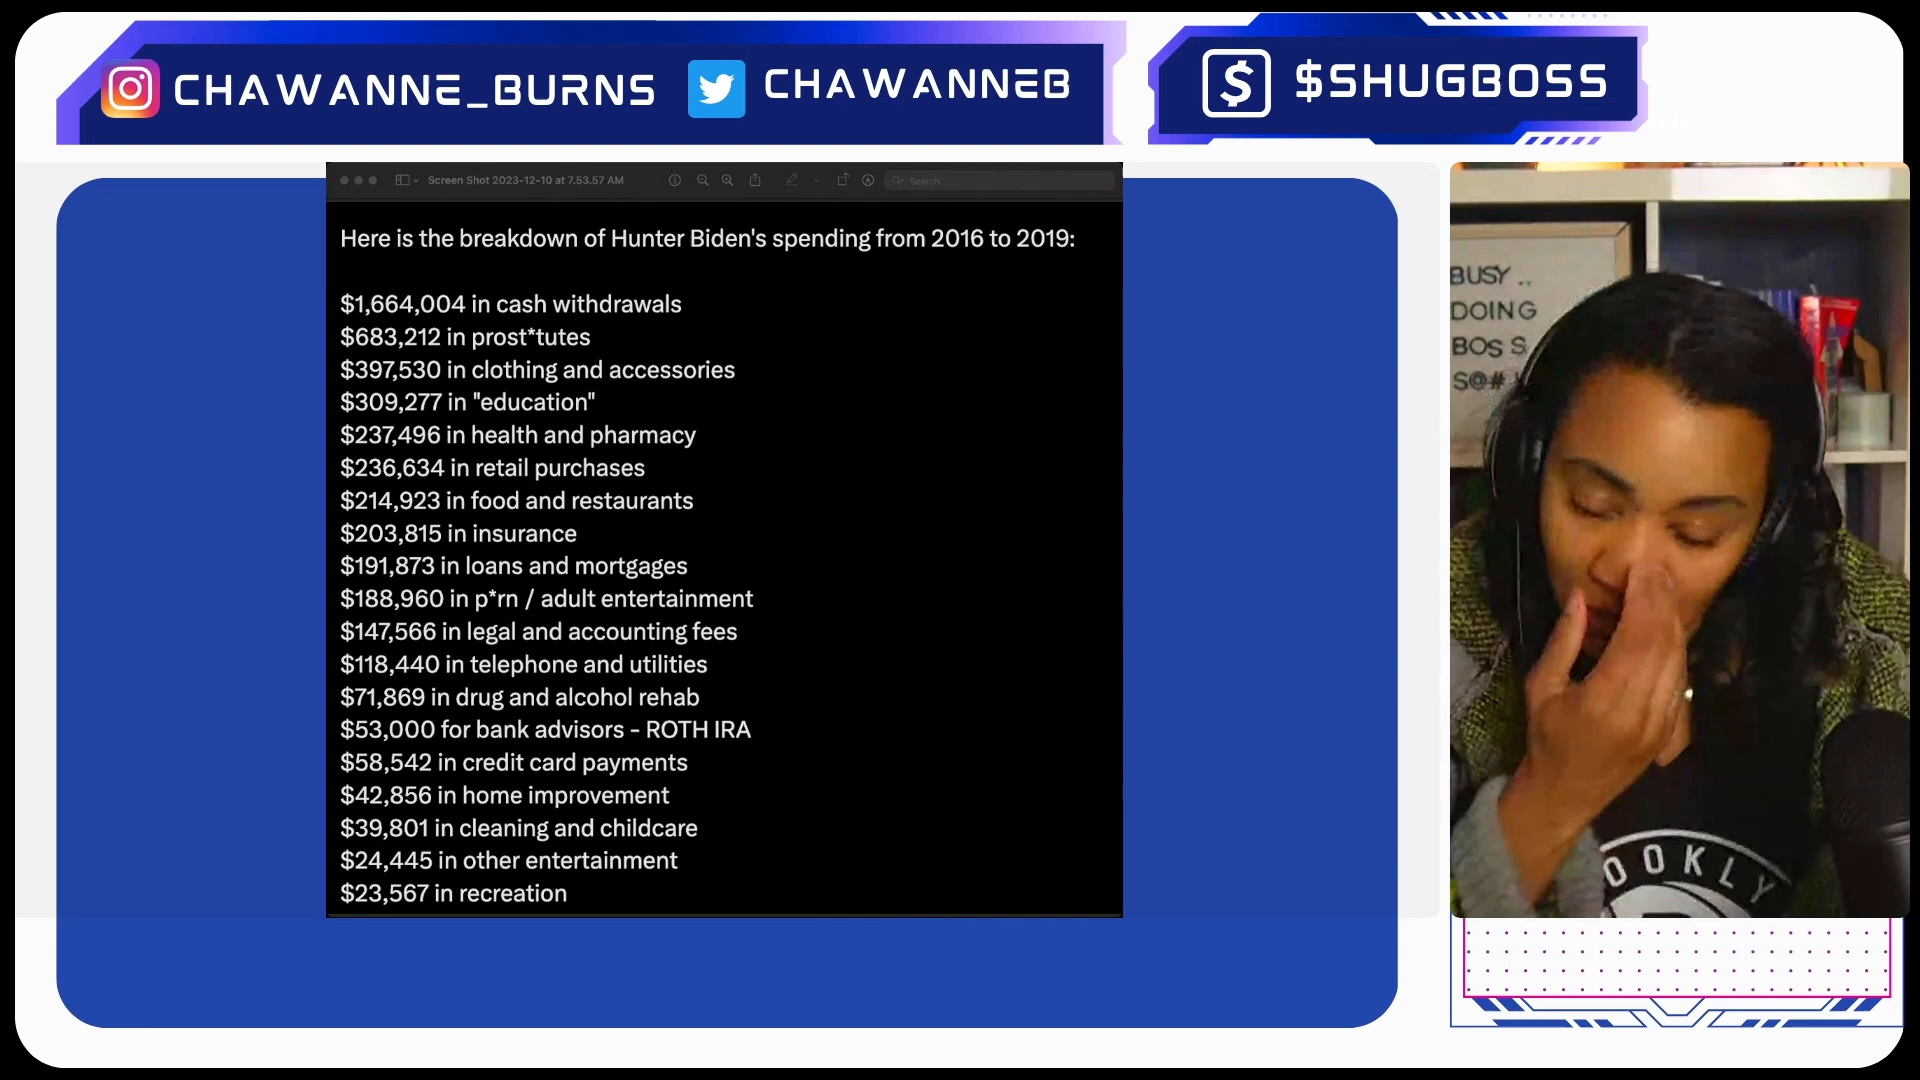 CHAWANNE_BURNS
CHAWANNEB
$SHUGBOSS
Screen Shot 2023-12-10 at 7.53.57 AM
Search
Here is the breakdown of Hunter Biden's spending from 2016 to 2019:
$1,664,004 in cash withdrawals
$683,212 in prost*tutes
$397,530 in clothing and accessories
$309,277 in "education"
$237,496 in health and pharmacy
$236,634 in retail purchases
$214,923 in food and restaurants
$203,815 in insurance
$191,873 in loans and mortgages
$188,960 in p*rn / adult entertainment
$147,566 in legal and accounting fees
$118,440 in telephone and utilities
$71,869 in drug and alcohol rehab
$53,000 for bank advisors - ROTH IRA
$58,542 in credit card payments
$42,856 in home improvement
$39,801 in cleaning and childcare
$24,445 in other entertainment
$23,567 in recreation
BUSY ..
DOING
BOS S
S@#
OOKLY